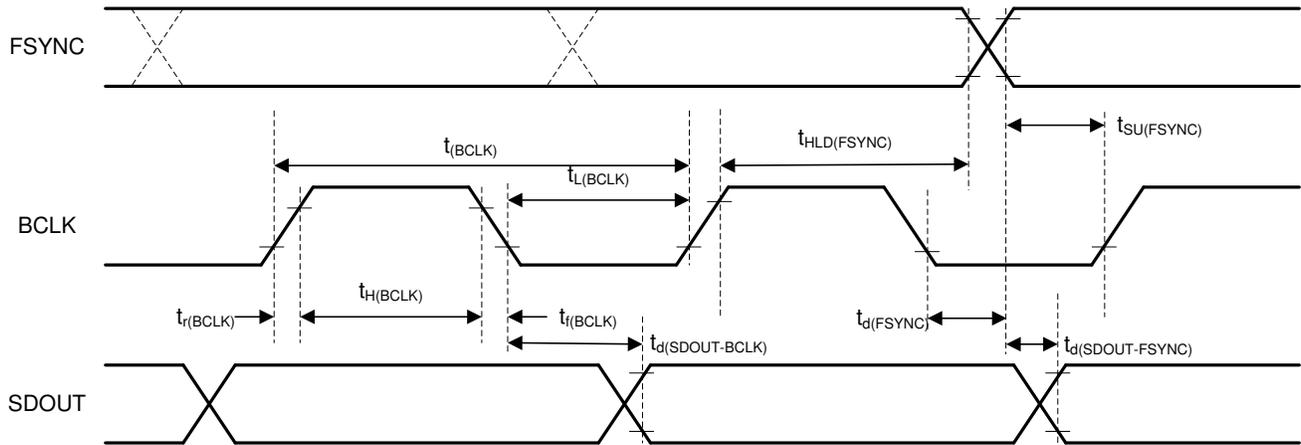 FSYNC
tSU(FSYNC)
tHLD(FSYNC)
t(BCLK)
tL(BCLK)
BCLK
tH(BCLK)
tr(BCLK)
tf(BCLK)
td(FSYNC)
td(SDOUT-BCLK)
td(SDOUT-FSYNC)
SDOUT